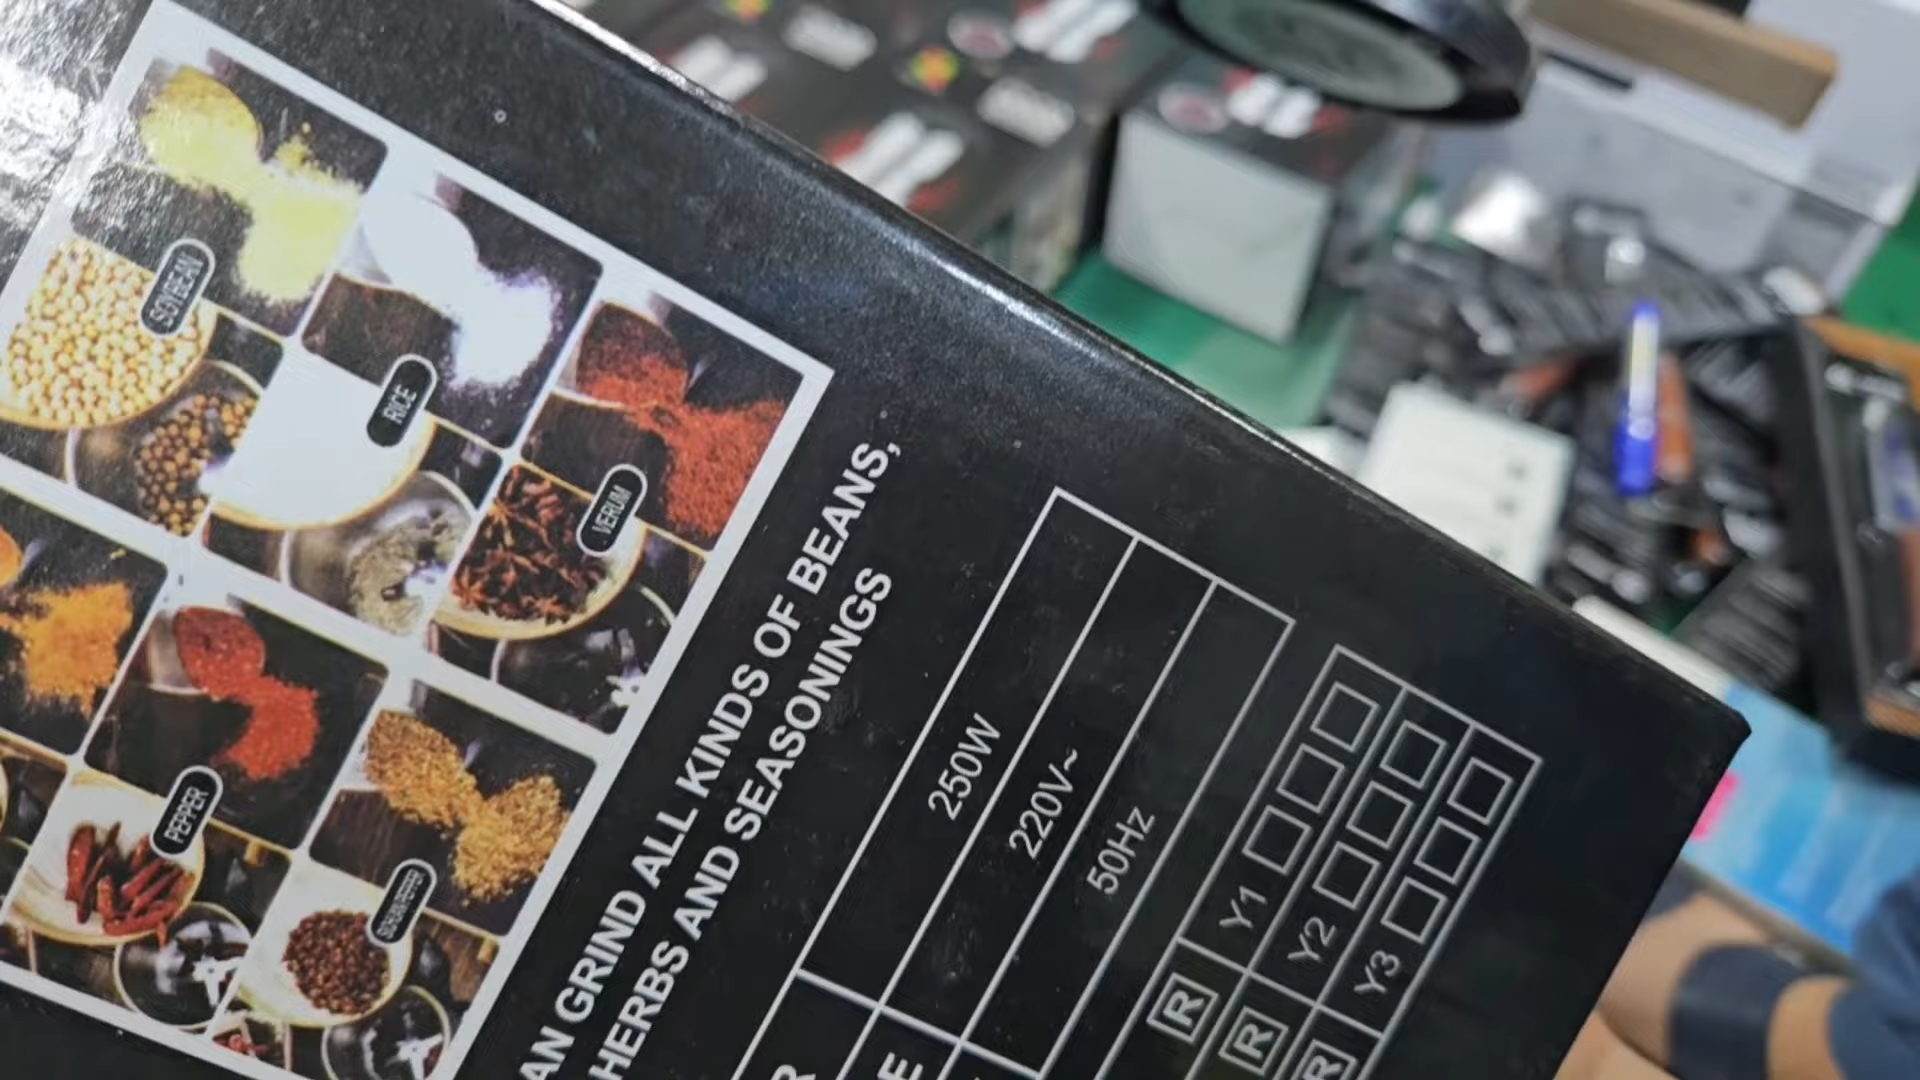 SOYBEAN
RICE
VERUM
PEPPER
AN GRIND ALL KINDS OF BEANS,
HERBS AND SEASONINGS
R 250W
E 220V~
50Hz
R Y1 □ □ □
R Y2 □ □ □
R Y3 □ □ □